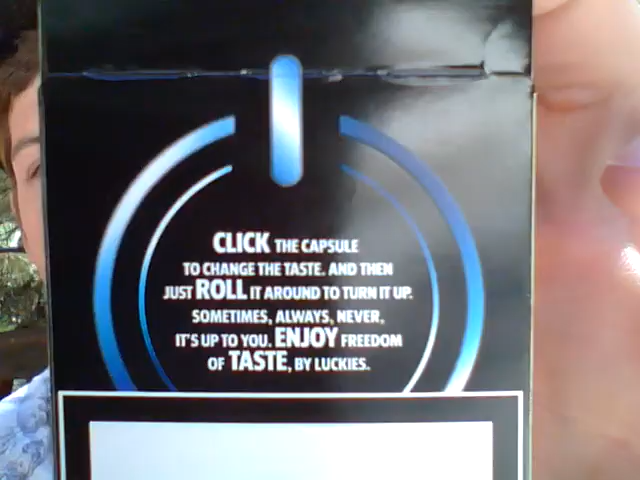 CLICK THE CAPSULE
TO CHANGE THE TASTE. AND THEN
JUST ROLL IT AROUND TO TURN IT UP.
SOMETIMES, ALWAYS, NEVER,
IT'S UP TO YOU. ENJOY FREEDOM
OF TASTE, BY LUCKIES.